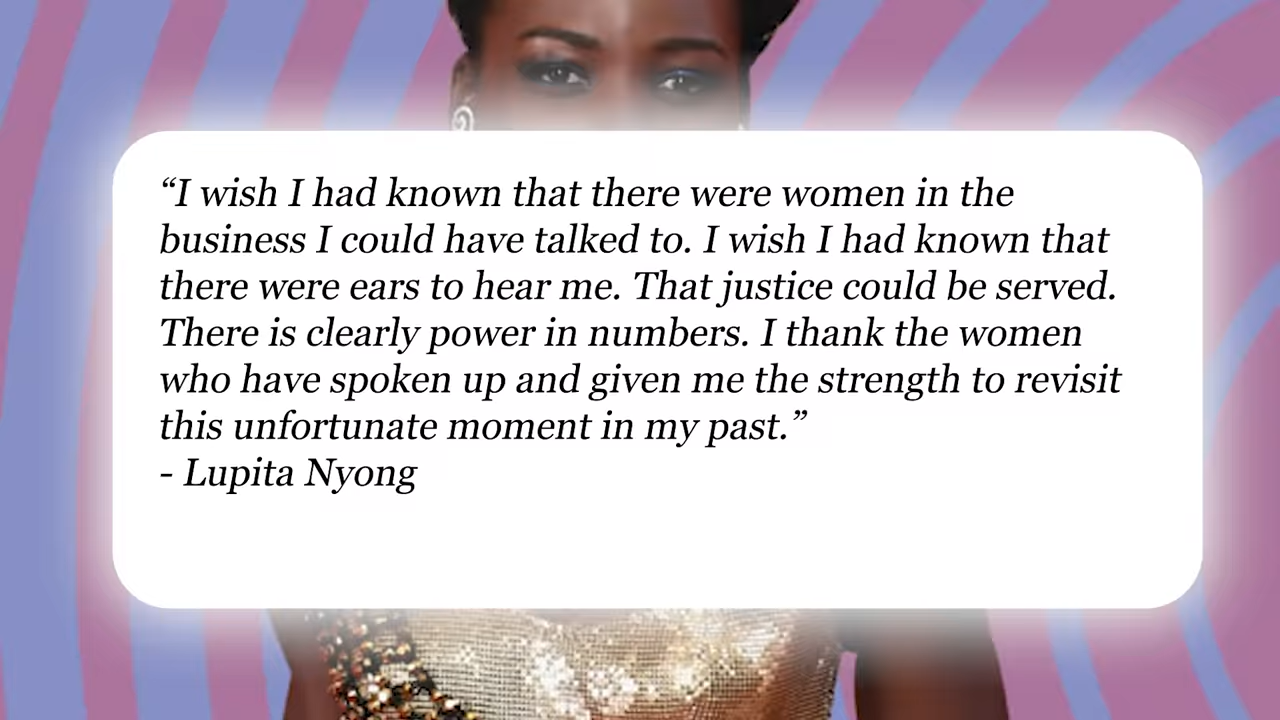 “I wish I had known that there were women in the
business I could have talked to. I wish I had known that
there were ears to hear me. That justice could be served.
There is clearly power in numbers. I thank the women
who have spoken up and given me the strength to revisit
this unfortunate moment in my past.”
- Lupita Nyong